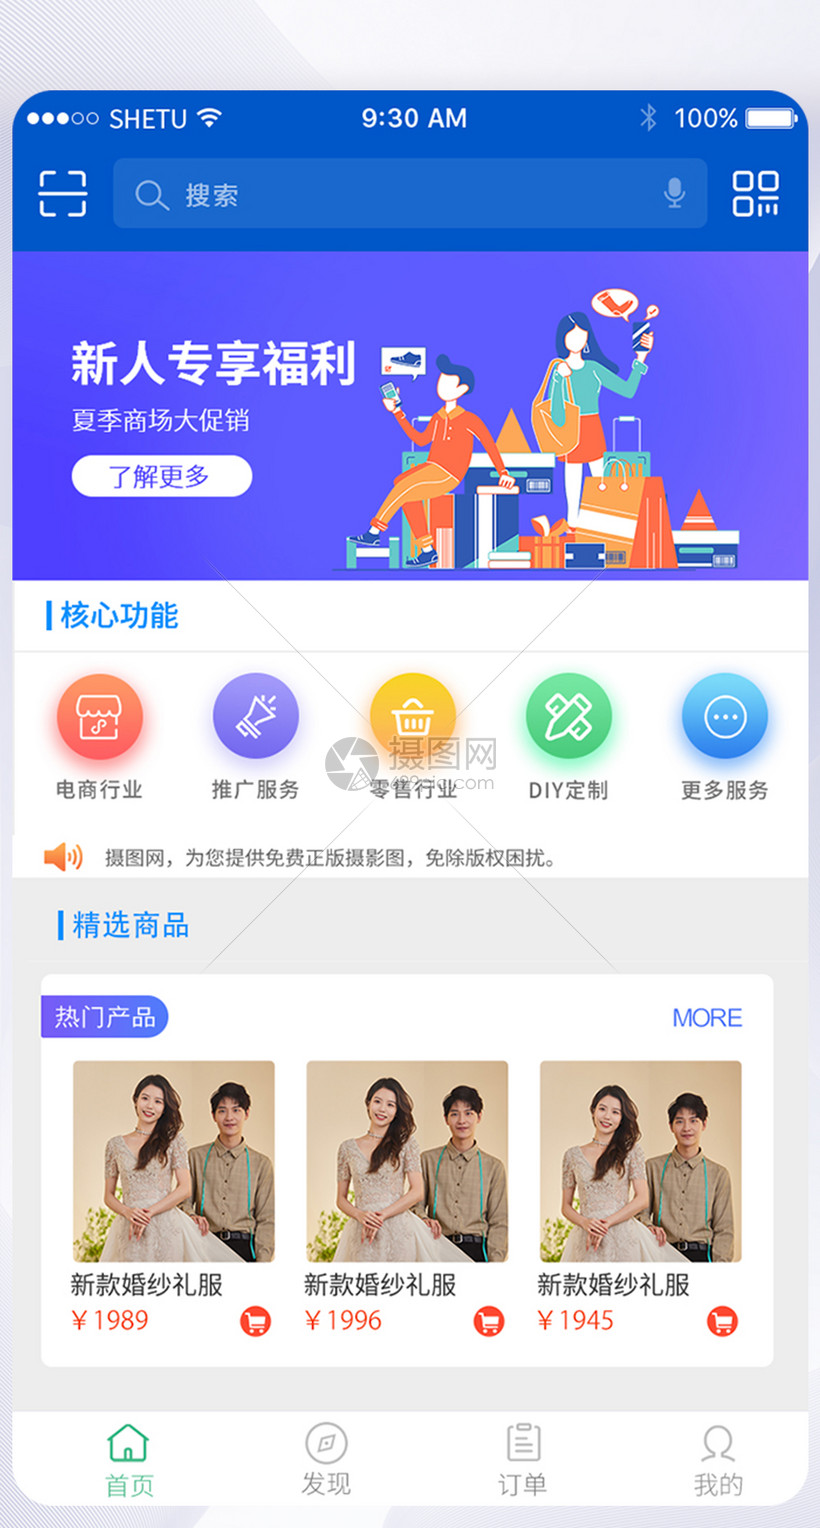 SHETU 9:30 AM 100%
搜索
新人专享福利
夏季商场大促销
了解更多
核心功能
摄图网
699pic.com
电商行业 推广服务 零售行业 DIY定制 更多服务
摄图网，为您提供免费正版摄影图，免除版权困扰。
精选商品
热门产品 MORE
新款婚纱礼服 新款婚纱礼服 新款婚纱礼服
￥1989 ￥1996 ￥1945
首页 发现 订单 我的